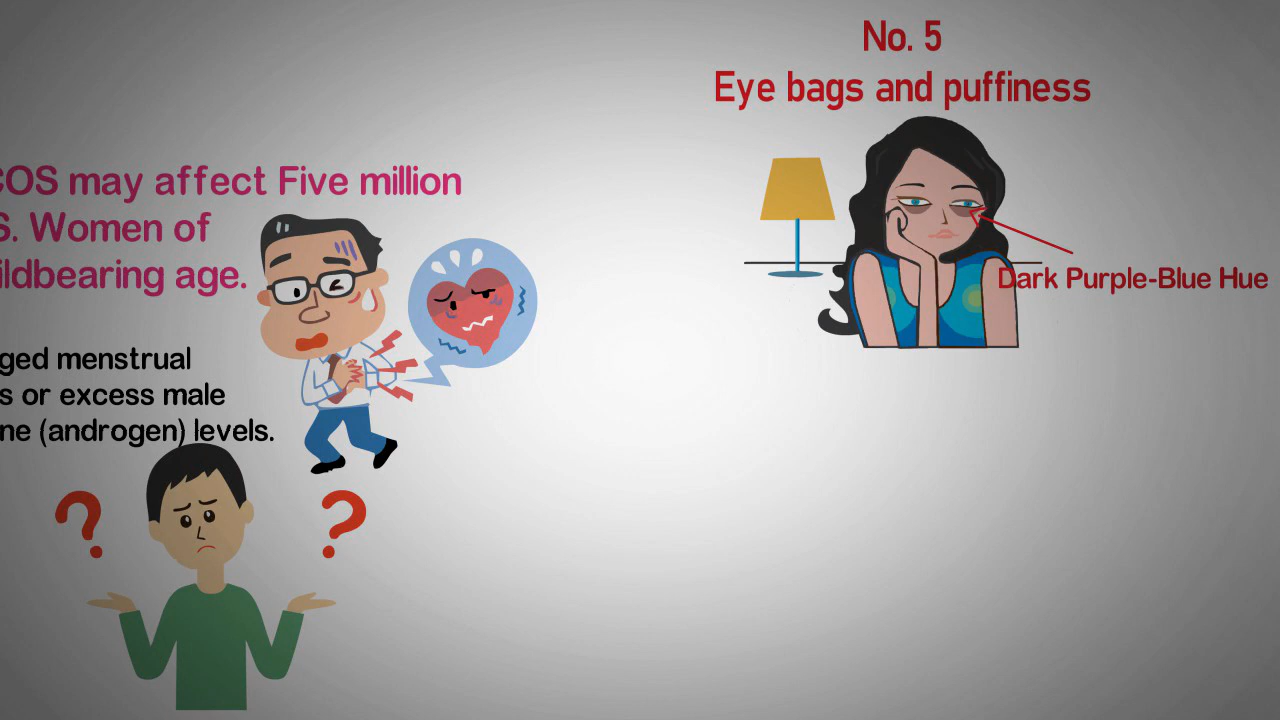 No. 5
Eye bags and puffiness
Dark Purple-Blue Hue
COS may affect Five million
S. Women of
ildbearing age.
ged menstrual
s or excess male
ne (androgen) levels.
?
?